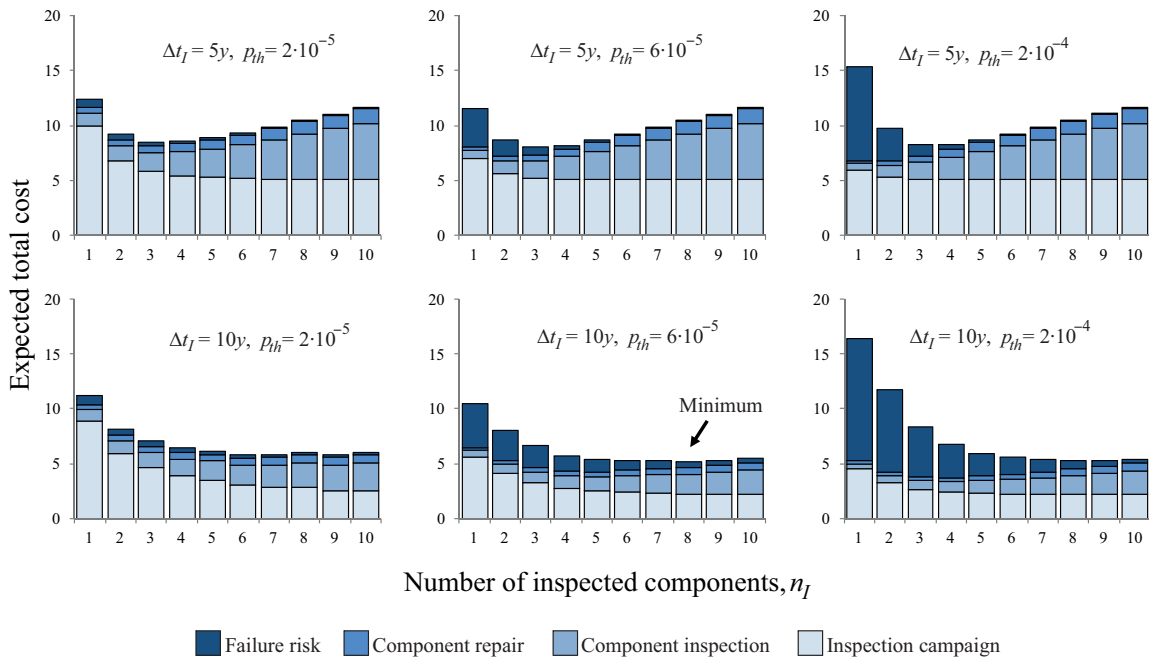 Expected total cost
20
15
10
5
0
Δt_I = 5y, p_th = 2·10⁻⁵
1 2 3 4 5 6 7 8 9 10
20
15
10
5
0
Δt_I = 5y, p_th = 6·10⁻⁵
1 2 3 4 5 6 7 8 9 10
20
15
10
5
0
Δt_I = 5y, p_th = 2·10⁻⁴
1 2 3 4 5 6 7 8 9 10
20
15
10
5
0
Δt_I = 10y, p_th = 2·10⁻⁵
1 2 3 4 5 6 7 8 9 10
20
15
10
5
0
Δt_I = 10y, p_th = 6·10⁻⁵
Minimum
1 2 3 4 5 6 7 8 9 10
20
15
10
5
0
Δt_I = 10y, p_th = 2·10⁻⁴
1 2 3 4 5 6 7 8 9 10
Number of inspected components, n_I
Failure risk Component repair Component inspection Inspection campaign